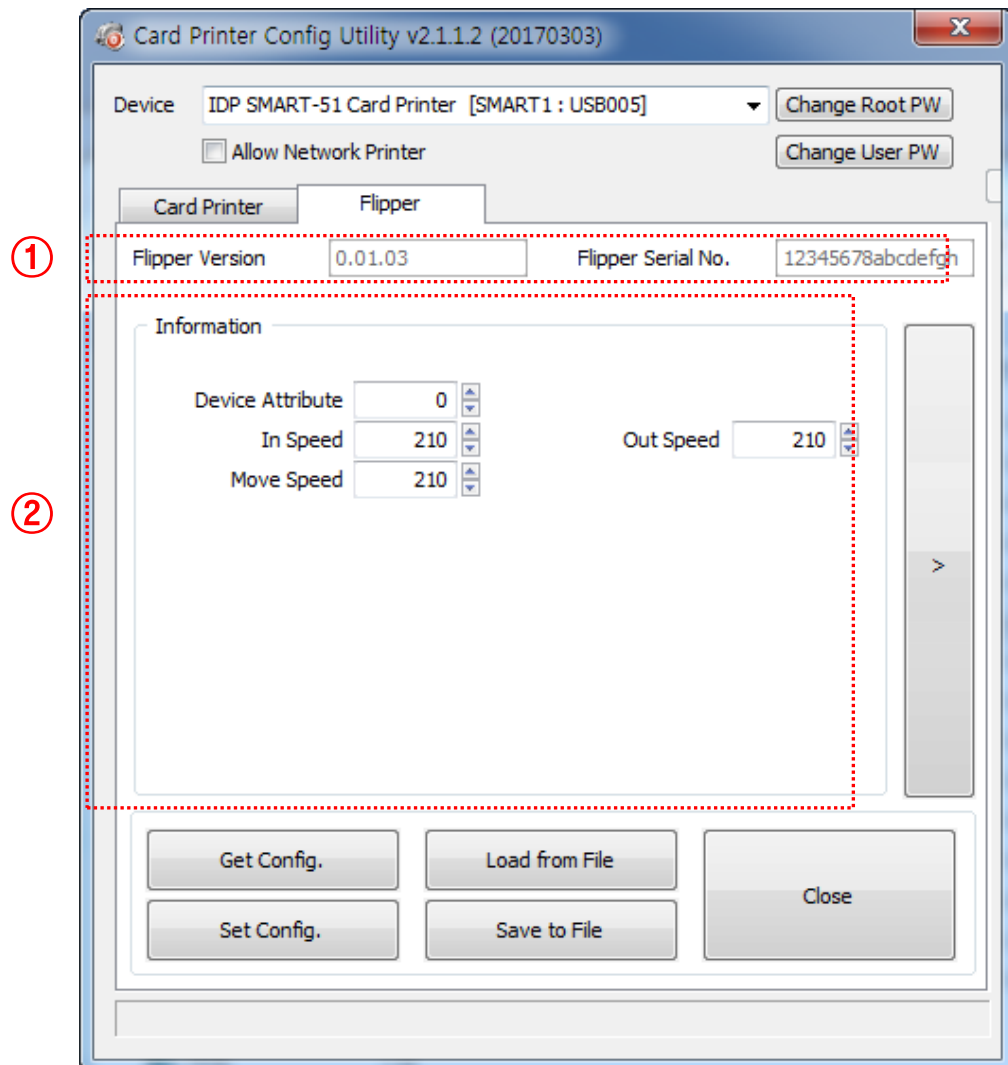 Card Printer Config Utility v2.1.1.2 (20170303)
x
Device IDP SMART-51 Card Printer [SMART1 : USB005] Change Root PW
Allow Network Printer Change User PW
Card Printer Flipper
① Flipper Version 0.01.03 Flipper Serial No. 12345678abcdefgh
Information
Device Attribute 0
In Speed 210 Out Speed 210
Move Speed 210
②
>
Get Config. Load from File
Close
Set Config. Save to File